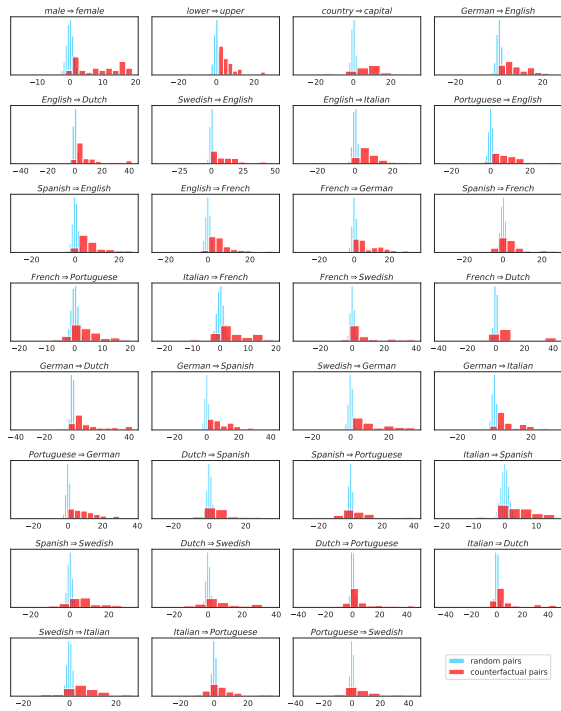 male⇒female lower⇒upper country⇒capital German⇒English
−10 0 10 20 0 20 −20 0 20 −20 0 20
English⇒Dutch Swedish⇒English English⇒Italian Portuguese⇒English
−40 −20 0 20 40 −25 0 25 50 −20 0 20 −20 0 20
Spanish⇒English English⇒French French⇒German Spanish⇒French
−20 0 20 −20 0 20 −20 0 20 −20 0 20
French⇒Portuguese Italian⇒French French⇒Swedish French⇒Dutch
−20 −10 0 10 20 −20 −10 0 10 20 −20 0 20 −20 0 20 40
German⇒Dutch German⇒Spanish Swedish⇒German German⇒Italian
−40 −20 0 20 40 −20 0 20 40 −20 0 20 −20 0 20
Portuguese⇒German Dutch⇒Spanish Spanish⇒Portuguese Italian⇒Spanish
−20 0 20 40 −20 0 20 −20 0 20 −10 0 10
Spanish⇒Swedish Dutch⇒Swedish Dutch⇒Portuguese Italian⇒Dutch
−20 0 20 −20 0 20 −20 0 20 40 −40 −20 0 20 40
Swedish⇒Italian Italian⇒Portuguese Portuguese⇒Swedish
−20 0 20 −20 0 20 −20 0 20 40
random pairs
counterfactual pairs